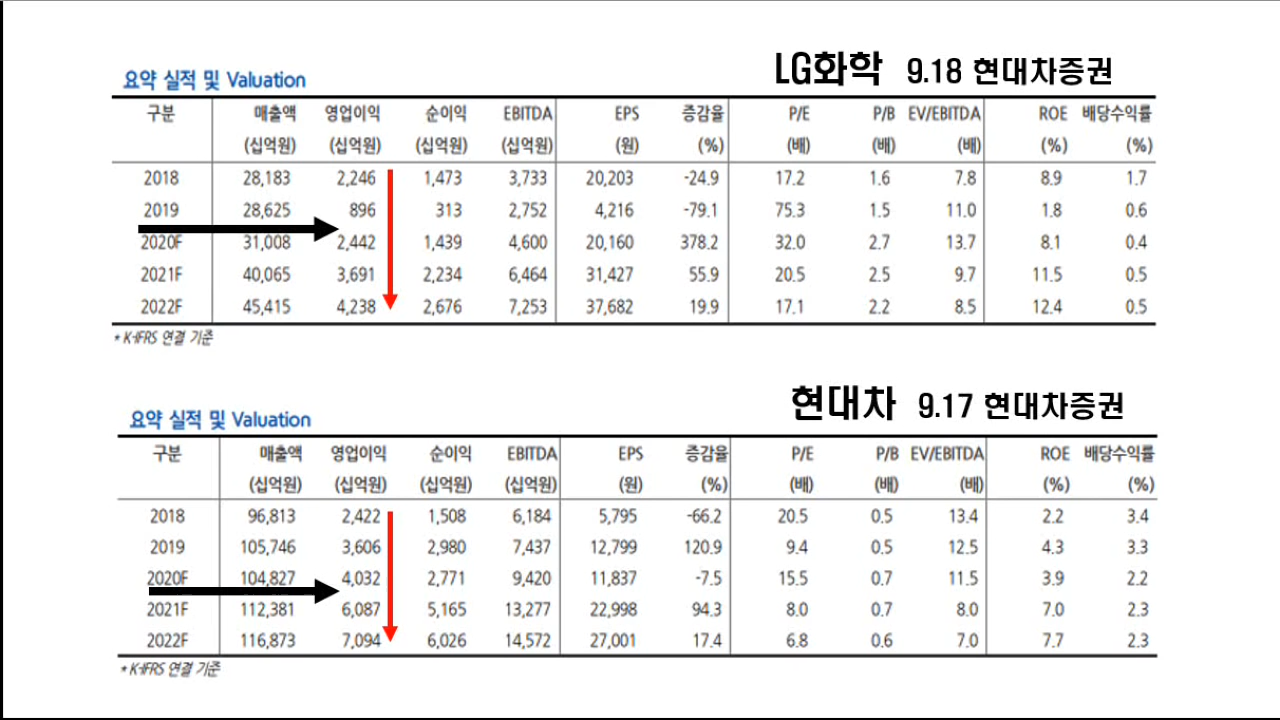 LG화학 9.18 현대차증권
요약 실적 및 Valuation
구분 매출액 영업이익 순이익 EBITDA EPS 증감율 P/E P/B EV/EBITDA ROE 배당수익률
(십억원) (십억원) (십억원) (십억원) (원) (%) (배) (배) (배) (%) (%)
2018 28,183 2,246 1,473 3,733 20,203 -24.9 17.2 1.6 7.8 8.9 1.7
2019 28,625 896 313 2,752 4,216 -79.1 75.3 1.5 11.0 1.8 0.6
2020F 31,008 2,442 1,439 4,600 20,160 378.2 32.0 2.7 13.7 8.1 0.4
2021F 40,065 3,691 2,234 6,464 31,427 55.9 20.5 2.5 9.7 11.5 0.5
2022F 45,415 4,238 2,676 7,253 37,682 19.9 17.1 2.2 8.5 12.4 0.5
* K-IFRS 연결 기준
현대차 9.17 현대차증권
요약 실적 및 Valuation
구분 매출액 영업이익 순이익 EBITDA EPS 증감율 P/E P/B EV/EBITDA ROE 배당수익률
(십억원) (십억원) (십억원) (십억원) (원) (%) (배) (배) (배) (%) (%)
2018 96,813 2,422 1,508 6,184 5,795 -66.2 20.5 0.5 13.4 2.2 3.4
2019 105,746 3,606 2,980 7,437 12,799 120.9 9.4 0.5 12.5 4.3 3.3
2020F 104,827 4,032 2,771 9,420 11,837 -7.5 15.5 0.7 11.5 3.9 2.2
2021F 112,381 6,087 5,165 13,277 22,998 94.3 8.0 0.7 8.0 7.0 2.3
2022F 116,873 7,094 6,026 14,572 27,001 17.4 6.8 0.6 7.0 7.7 2.3
* K-IFRS 연결 기준